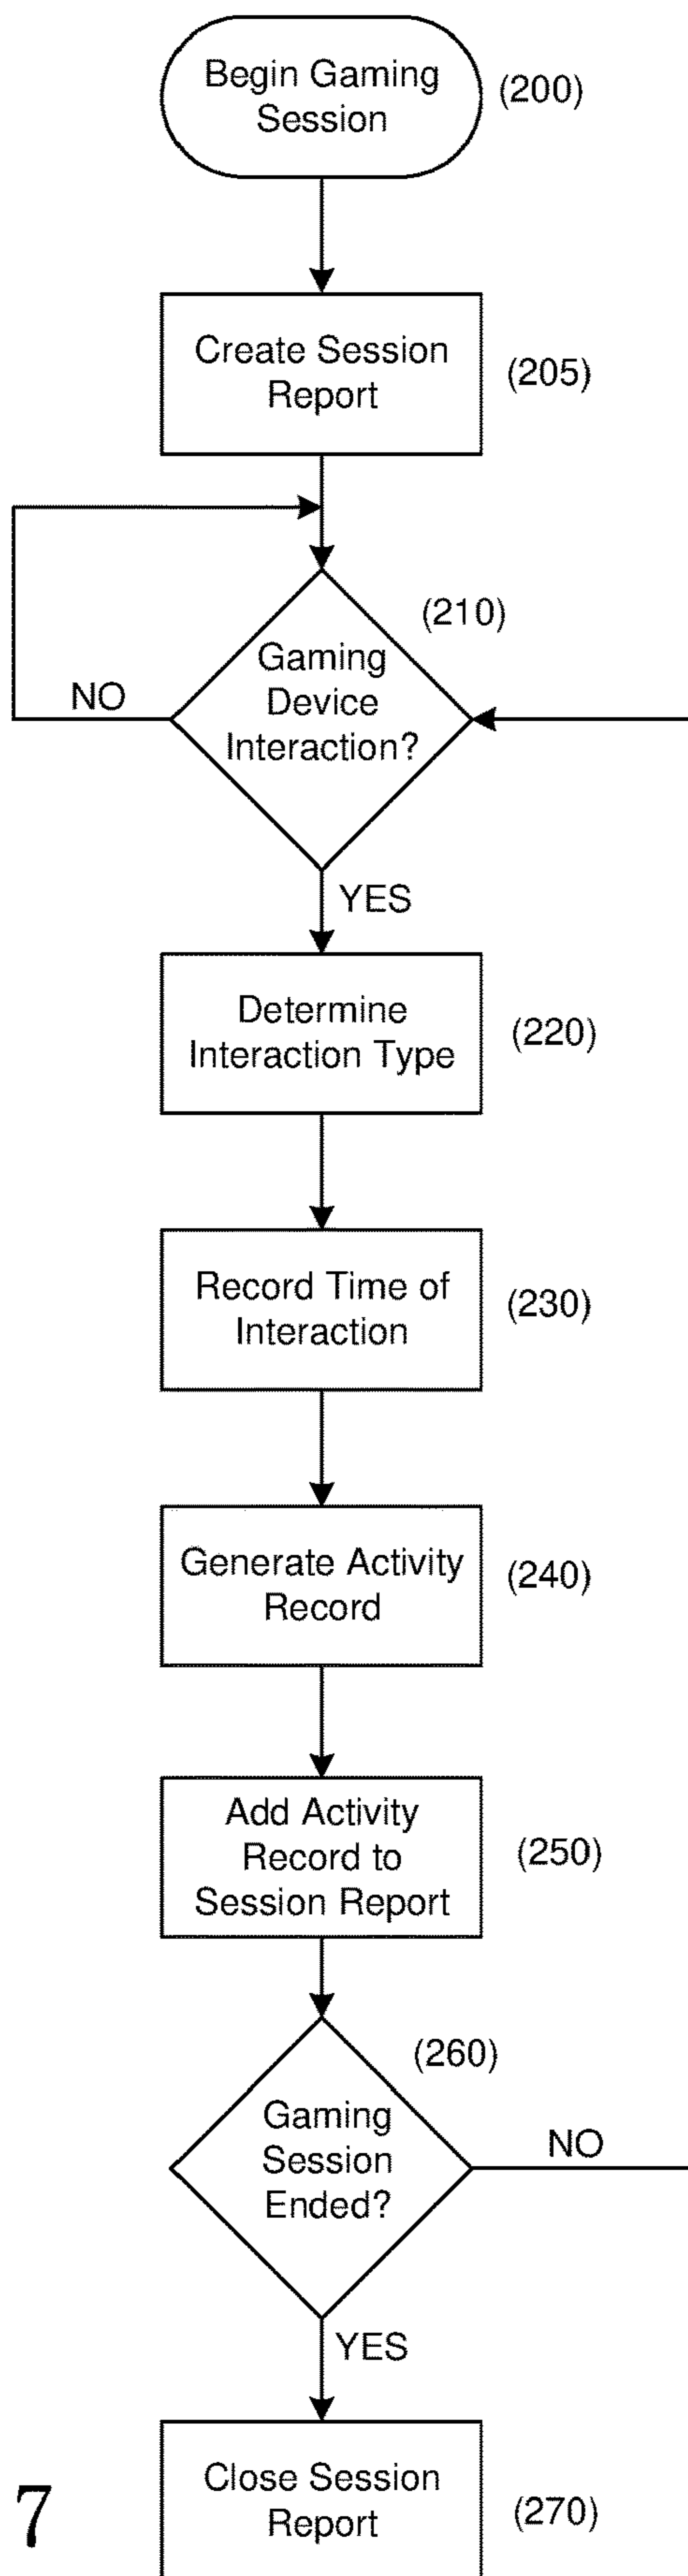 Begin Gaming
Session
(200)
Create Session
Report
(205)
(210)
Gaming
Device
Interaction?
NO
YES
Determine
Interaction Type
(220)
Record Time of
Interaction
(230)
Generate Activity
Record
(240)
Add Activity
Record to
Session Report
(250)
(260)
Gaming
Session
Ended?
NO
YES
Close Session
Report
(270)
7